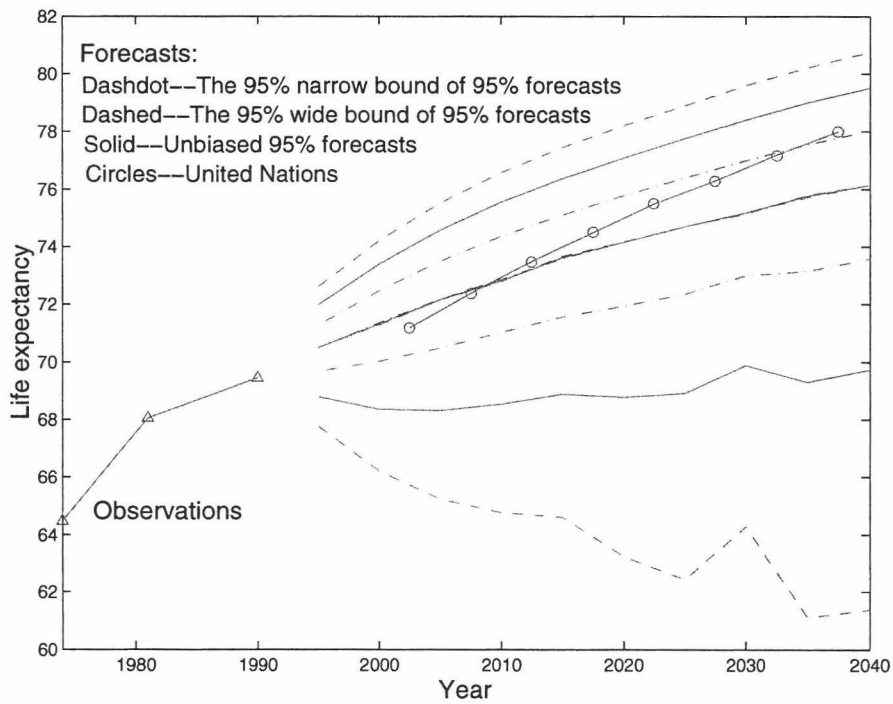 82
80
78
76
74
72
70
68
66
64
62
60
Life expectancy
Forecasts:
Dashdot--The 95% narrow bound of 95% forecasts
Dashed--The 95% wide bound of 95% forecasts
Solid--Unbiased 95% forecasts
Circles--United Nations
Observations
1980 1990 2000 2010 2020 2030 2040
Year